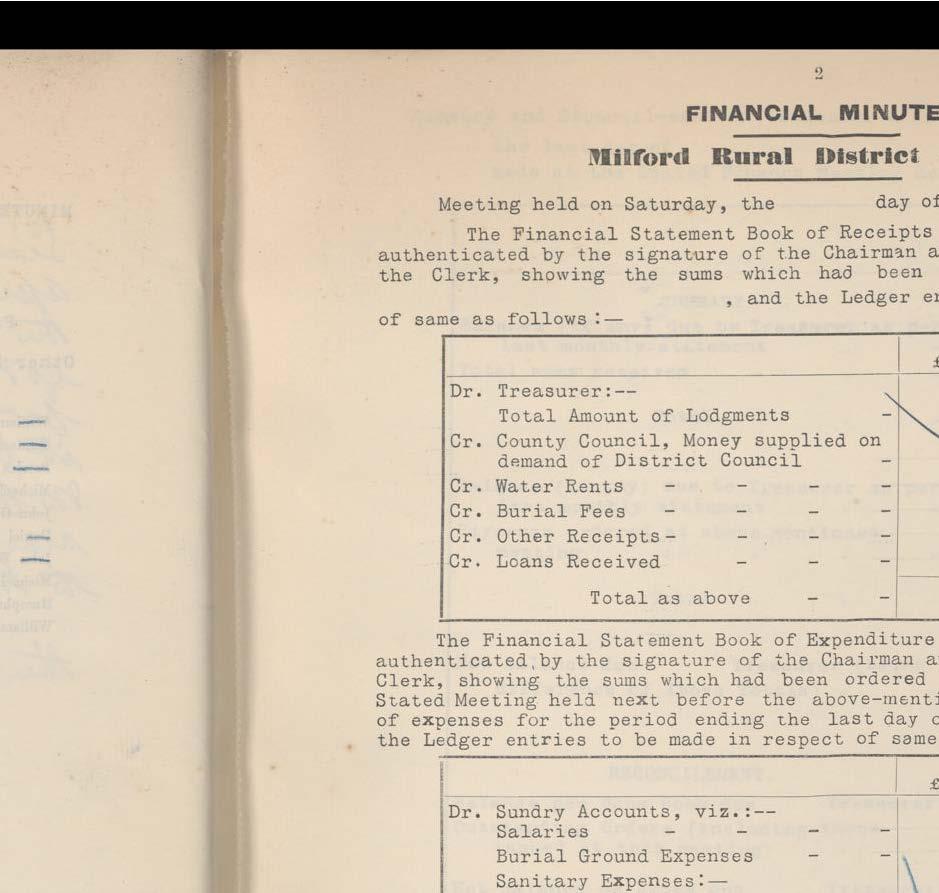 2
FINANCIAL MINUTE
Milford Rural District
Meeting held on Saturday, the day of
The Financial Statement Book of Receipts
authenticated by the signature of the Chairman a
the Clerk, showing the sums which had been
, and the Ledger en
of same as follows:—
£
Dr. Treasurer:--
Total Amount of Lodgments -
Cr. County Council, Money supplied on
demand of District Council -
Cr. Water Rents - - - -
Cr. Burial Fees - -
Cr. Other Receipts - - -
Cr. Loans Received - - -
Total as above - -
The Financial Statement Book of Expenditure
authenticated by the signature of the Chairman a
Clerk, showing the sums which had been ordered
Stated Meeting held next before the above-menti
of expenses for the period ending the last day o
the Ledger entries to be made in respect of same
£
Dr. Sundry Accounts, viz.:--
Salaries - - - -
Burial Ground Expenses - -
Sanitary Expenses:—